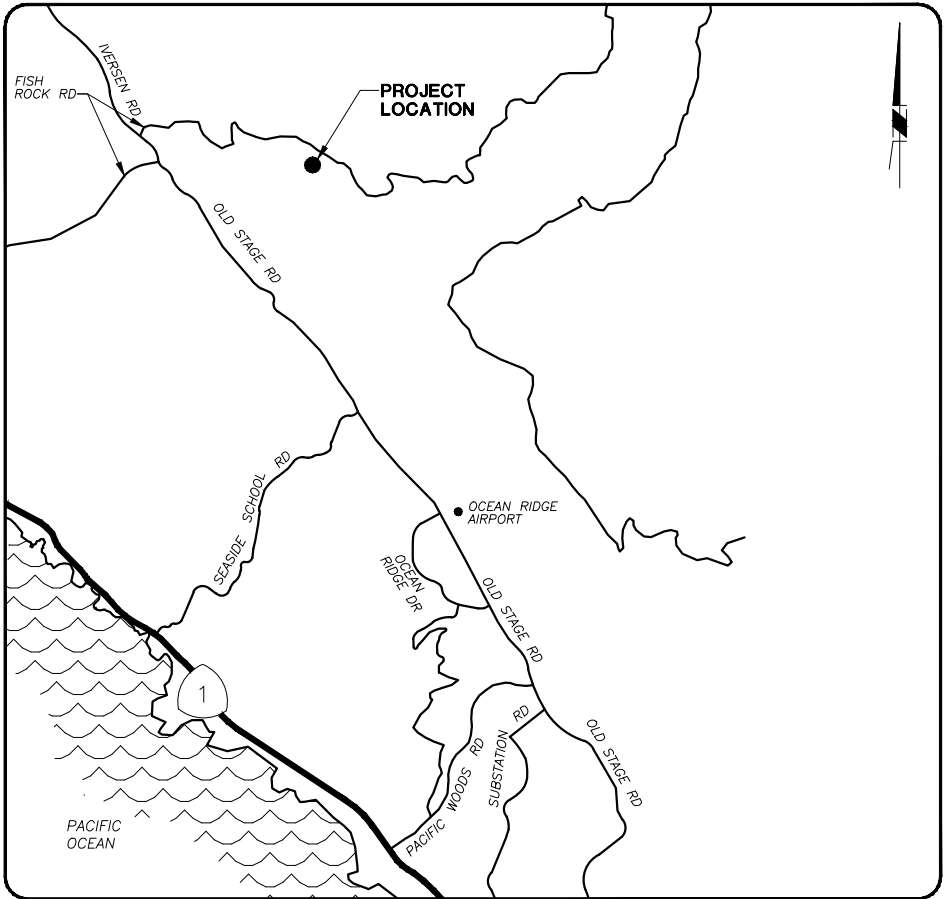 IVERSEN RD
FISH
ROCK RD
PROJECT
LOCATION
OLD STAGE RD
SEASIDE SCHOOL RD
OCEAN RIDGE
AIRPORT
OCEAN
RIDGE DR
OLD STAGE RD
1
PACIFIC WOODS RD
SUBSTATION RD
OLD STAGE RD
PACIFIC
OCEAN